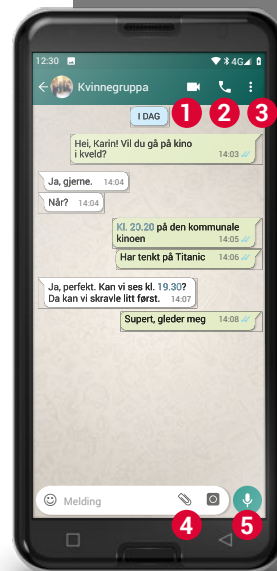 12:30 4G
Kvinnegruppa
I DAG
1 2 3
Hei, Karin! Vil du gå på kino
i kveld? 14:03
Ja, gjerne. 14:04
Når? 14:04
Kl. 20.20 på den kommunale
kinoen 14:05
Har tenkt på Titanic 14:06
Ja, perfekt. Kan vi ses kl. 19.30?
Da kan vi skravle litt først. 14:07
Supert, gleder meg 14:08
Melding
4 5